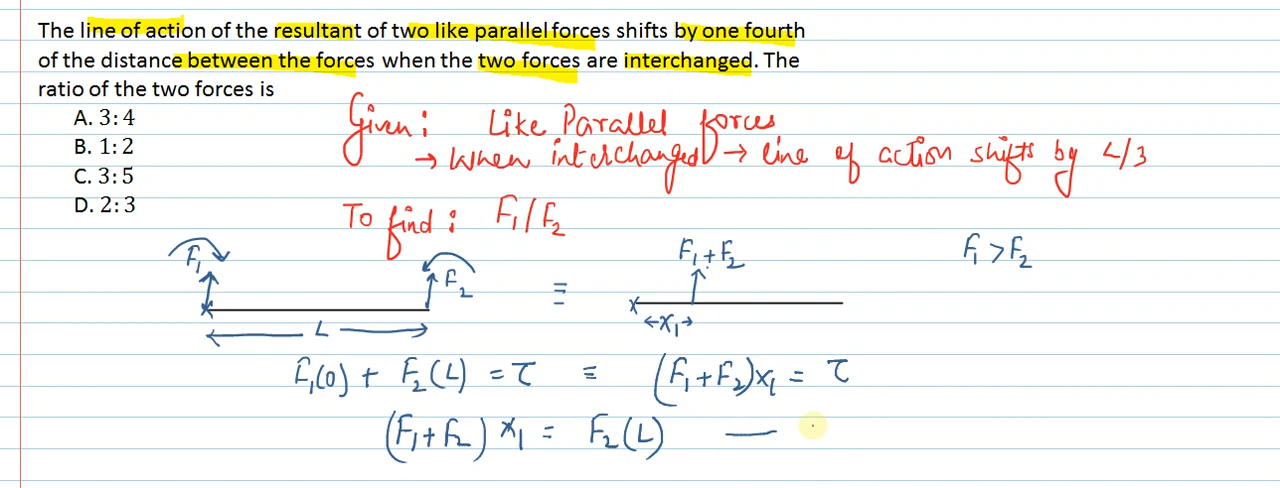 The line of action of the resultant of two like parallel forces shifts by one fourth
of the distance between the forces when the two forces are interchanged. The
ratio of the two forces is
A. 3:4
B. 1:2
C. 3:5
D. 2:3
Given: Like Parallel forces
→ When interchanged → line of action shifts by L/3
To find: F₁/F₂
F₁
F₂
L
≡
F₁+F₂
x
←x₁→
F₁>F₂
F₁(0) + F₂(L) = τ ≡ (F₁+F₂)x₁ = τ
(F₁+F₂) x₁ = F₂(L) —